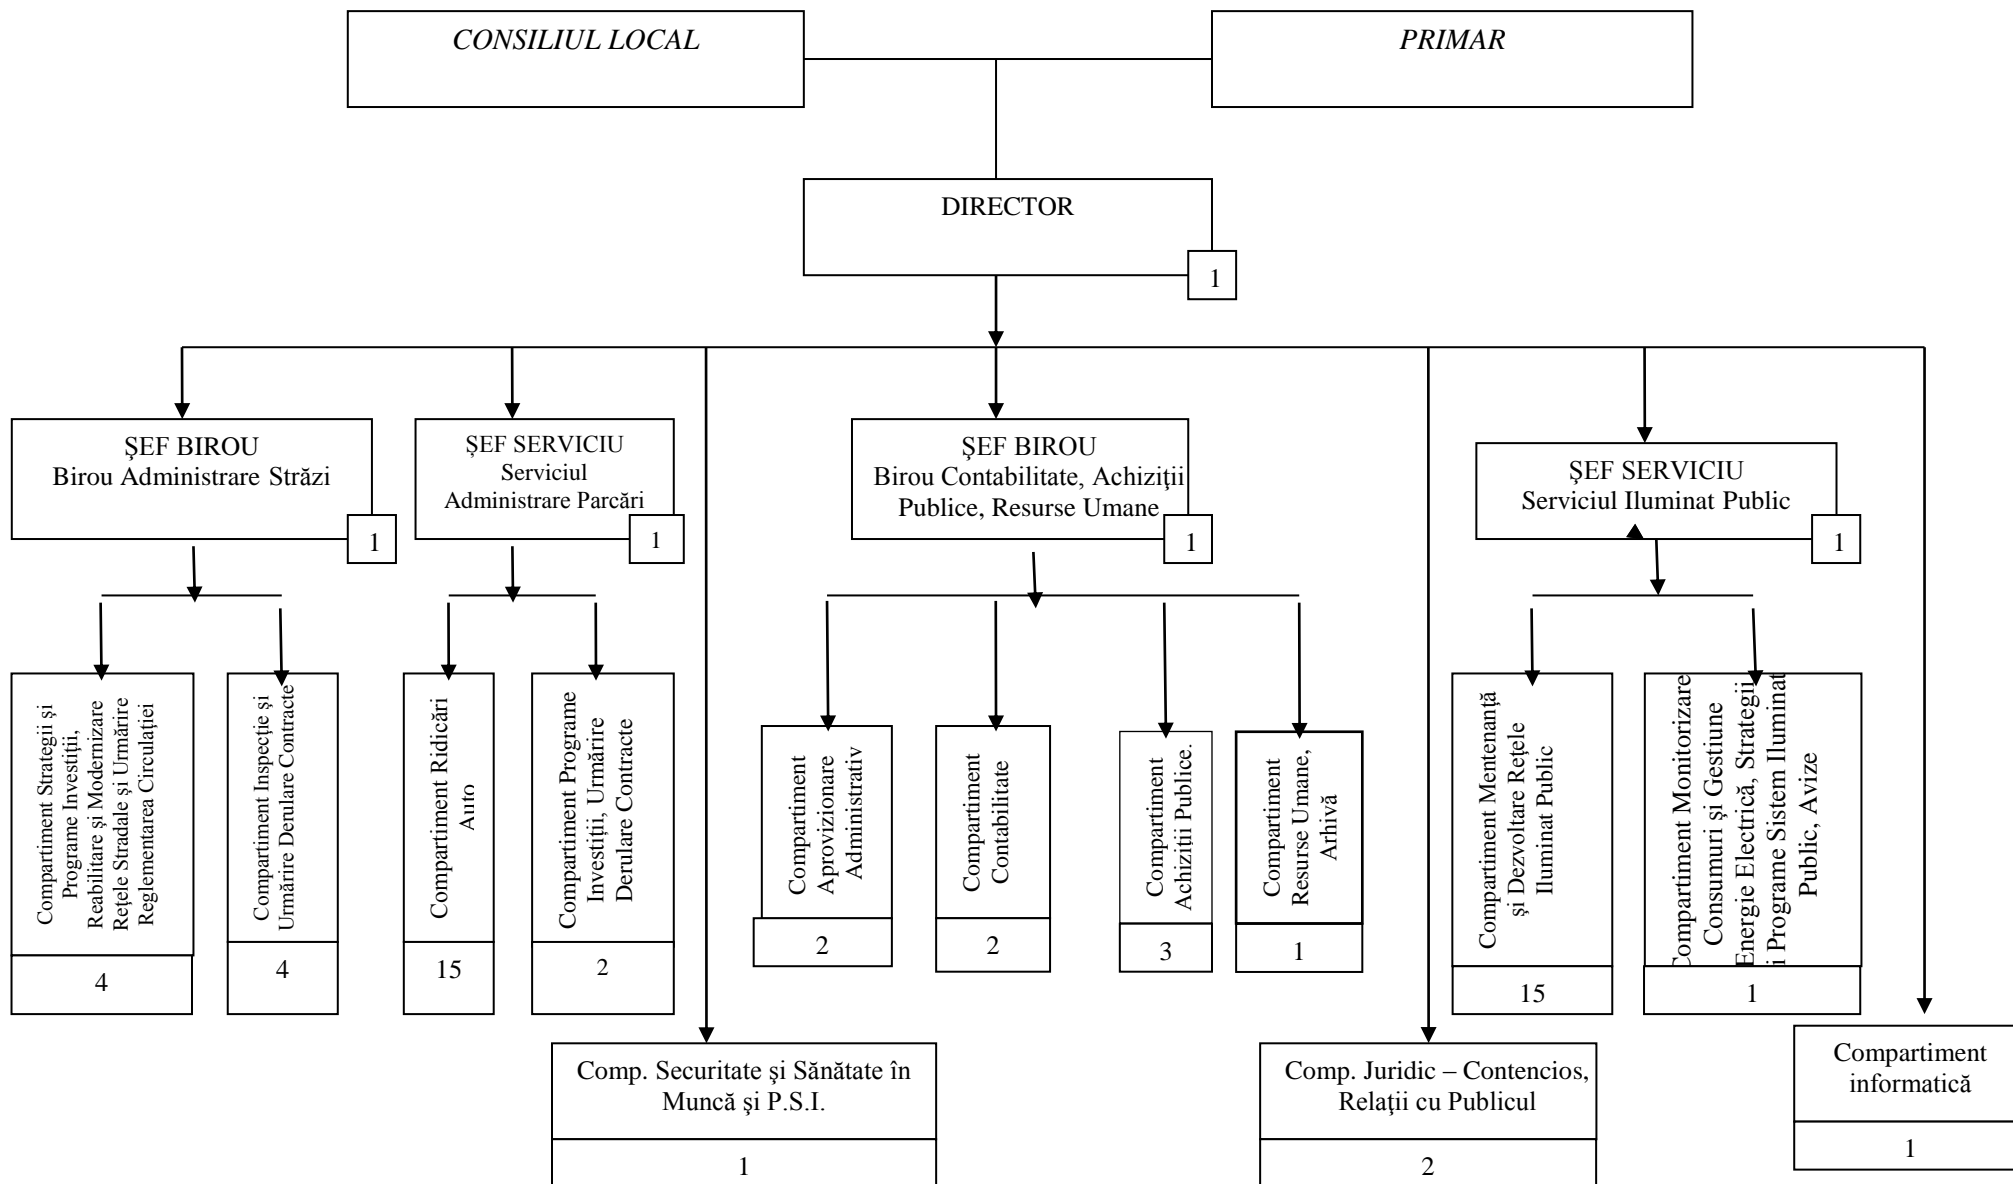 CONSILIUL LOCAL
PRIMAR
DIRECTOR
1
ŞEF BIROU
Birou Administrare Străzi
1
ŞEF SERVICIU
Serviciul
Administrare Parcări
1
ŞEF BIROU
Birou Contabilitate, Achiziţii
Publice, Resurse Umane
1
ŞEF SERVICIU
Serviciul Iluminat Public
1
Compartiment Strategii şi
Programe Investiţii,
Reabilitare şi Modernizare
Reţele Stradale şi Urmărire
Reglementarea Circulaţiei
4
Compartiment Inspecţie şi
Urmărire Derulare Contracte
4
Compartiment Ridicări
Auto
15
Compartiment Programe
Investiţii, Urmărire
Derulare Contracte
2
Compartiment
Aprovizionare
Administrativ
2
Compartiment
Contabilitate
2
Compartiment
Achiziţii Publice.
3
Compartiment
Resurse Umane,
Arhivă
1
Compartiment Mentenanţă
şi Dezvoltare Reţele
Iluminat Public
15
Compartiment Monitorizare
Consumuri şi Gestiune
Energie Electrică, Strategii
i Programe Sistem Iluminat
Public, Avize
1
Comp. Securitate şi Sănătate în
Muncă şi P.S.I.
1
Comp. Juridic – Contencios,
Relaţii cu Publicul
2
Compartiment
informatică
1